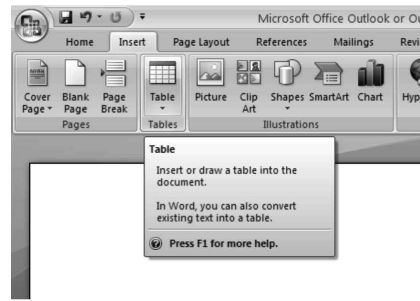 Microsoft Office Outlook or O
Home Insert Page Layout References Mailings Revi
Cover Page Blank Page Page Break Table Picture Clip Art Shapes SmartArt Chart Hyp
Pages Tables Illustrations
Table
Insert or draw a table into the
document.
In Word, you can also convert
existing text into a table.
Press F1 for more help.